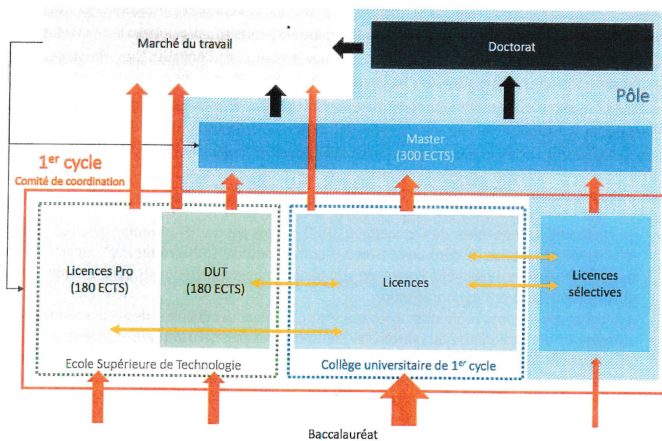 Marché du travail
Doctorat
Pôle
Master
(300 ECTS)
1er cycle
Comité de coordination
Licences Pro
(180 ECTS)
DUT
(180 ECTS)
Licences
Licences
sélectives
Ecole Supérieure de Technologie
Collège universitaire de 1er cycle
Baccalauréat